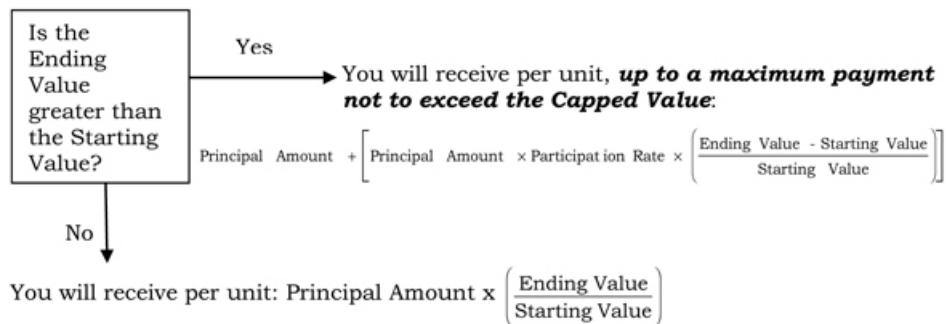 Is the
Ending
Value
greater than
the Starting
Value?
Yes
You will receive per unit, up to a maximum payment
not to exceed the Capped Value:
Principal Amount + [Principal Amount × Participat ion Rate × (Ending Value - Starting Value / Starting Value)]
No
You will receive per unit: Principal Amount x (Ending Value / Starting Value)